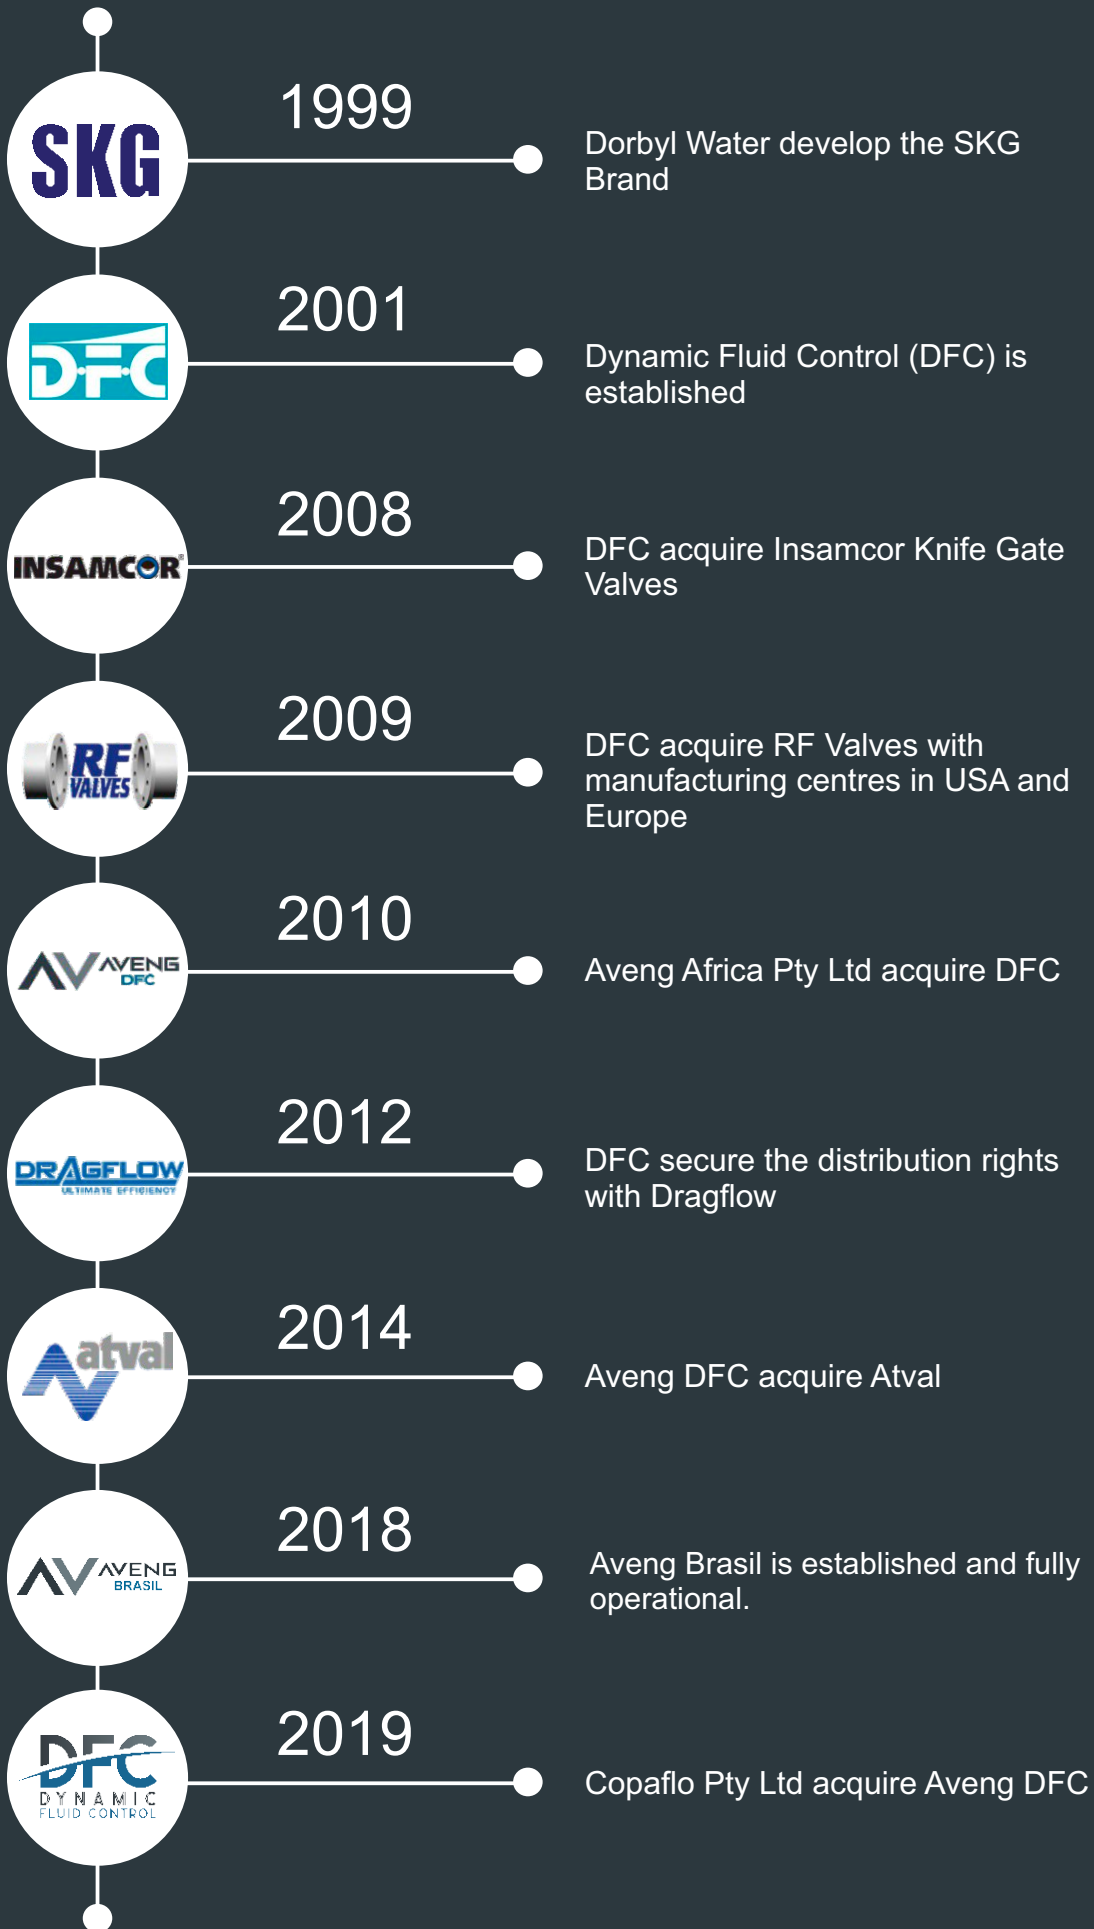 SKG
1999
Dorbyl Water develop the SKG
Brand
DFC
2001
Dynamic Fluid Control (DFC) is
established
INSAMCOR®
2008
DFC acquire Insamcor Knife Gate
Valves
RF
VALVES
2009
DFC acquire RF Valves with
manufacturing centres in USA and
Europe
AVENG
DFC
2010
Aveng Africa Pty Ltd acquire DFC
DRAGFLOW
ULTIMATE EFFICIENCY
2012
DFC secure the distribution rights
with Dragflow
atval
2014
Aveng DFC acquire Atval
AVENG
BRASIL
2018
Aveng Brasil is established and fully
operational.
DFC
DYNAMIC
FLUID CONTROL
2019
Copaflo Pty Ltd acquire Aveng DFC